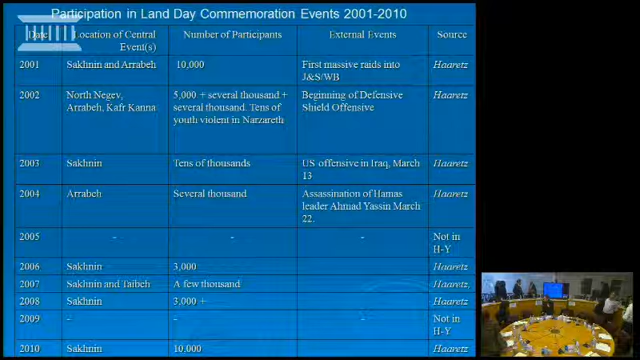 Participation in Land Day Commemoration Events 2001-2010
Date Location of Central Event(s) Number of Participants External Events Source
2001 Sakhnin and Arrabeh 10,000 First massive raids into Haaretz
J&S/WB
2002 North Negev, 5,000 + several thousand + Beginning of Defensive Haaretz
Arrabeh, Kafr Kanna several thousand. Tens of Shield Offensive
youth violent in Narzareth
2003 Sakhnin Tens of thousands US offensive in Iraq, March Haaretz
13
2004 Arrabeh Several thousand Assassination of Hamas Haaretz
leader Ahmad Yassin March
22.
2005 - - - Not in
H-Y
2006 Sakhnin 3,000 Haaretz
2007 Sakhnin and Taibeh A few thousand Haaretz
2008 Sakhnin 3,000 + Haaretz
2009 - - - Not in
H-Y
2010 Sakhnin 10,000 Haaretz